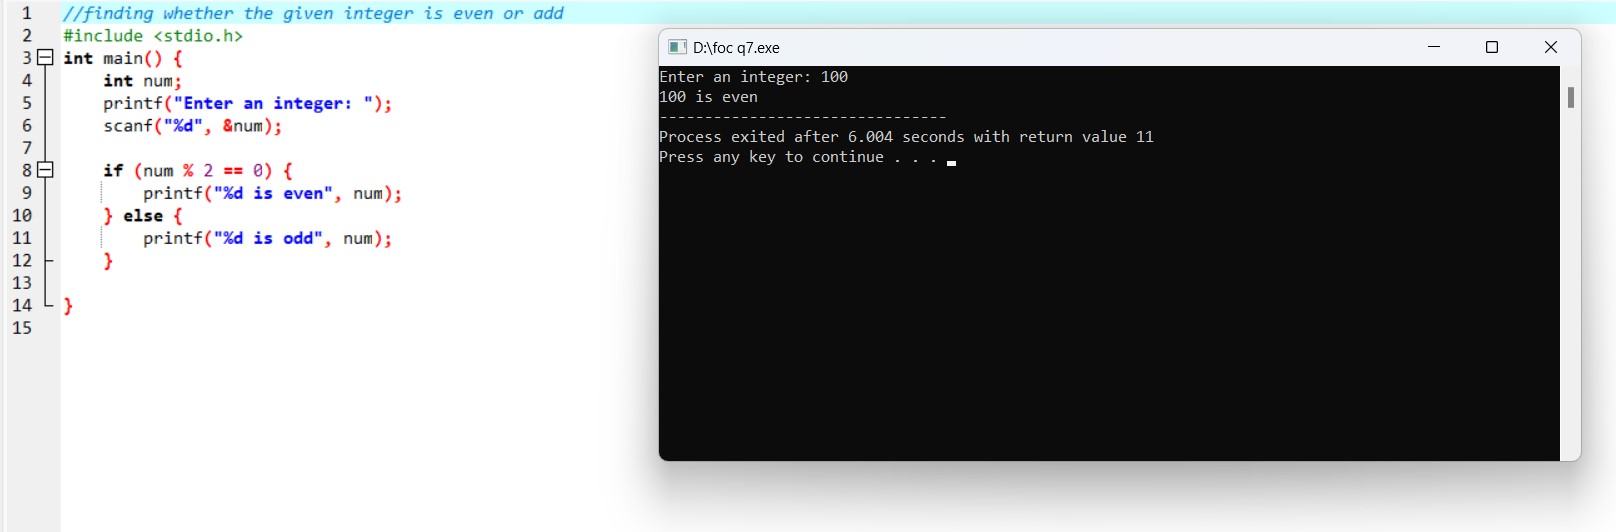 1 //finding whether the given integer is even or add
2 #include <stdio.h>
3 int main() {
4 int num;
5 printf("Enter an integer: ");
6 scanf("%d", &num);
7
8 if (num % 2 == 0) {
9 printf("%d is even", num);
10 } else {
11 printf("%d is odd", num);
12 }
13
14 }
15
D:\foc q7.exe
Enter an integer: 100
100 is even
--------------------------------
Process exited after 6.004 seconds with return value 11
Press any key to continue . . .